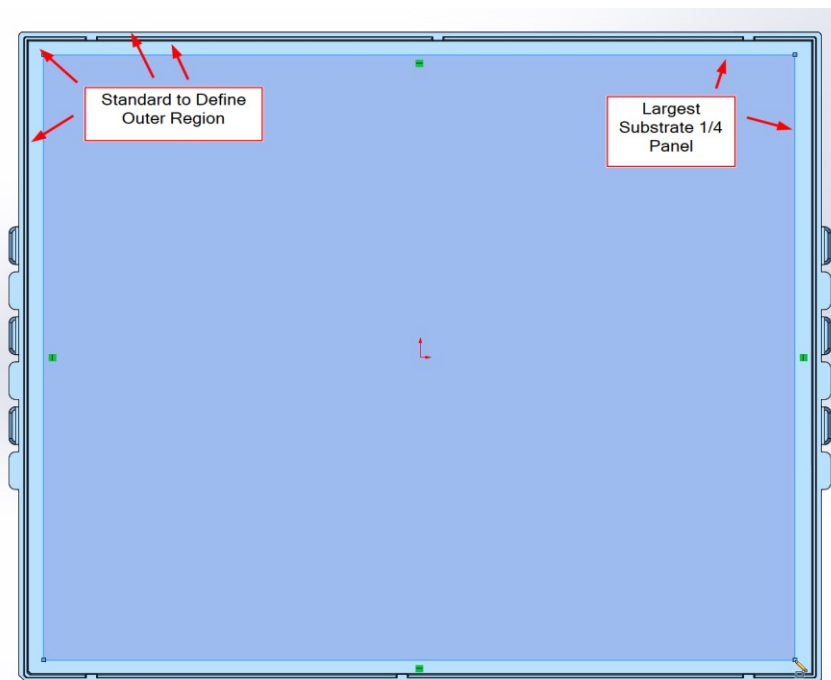 Standard to Define
Outer Region
Largest
Substrate 1/4
Panel